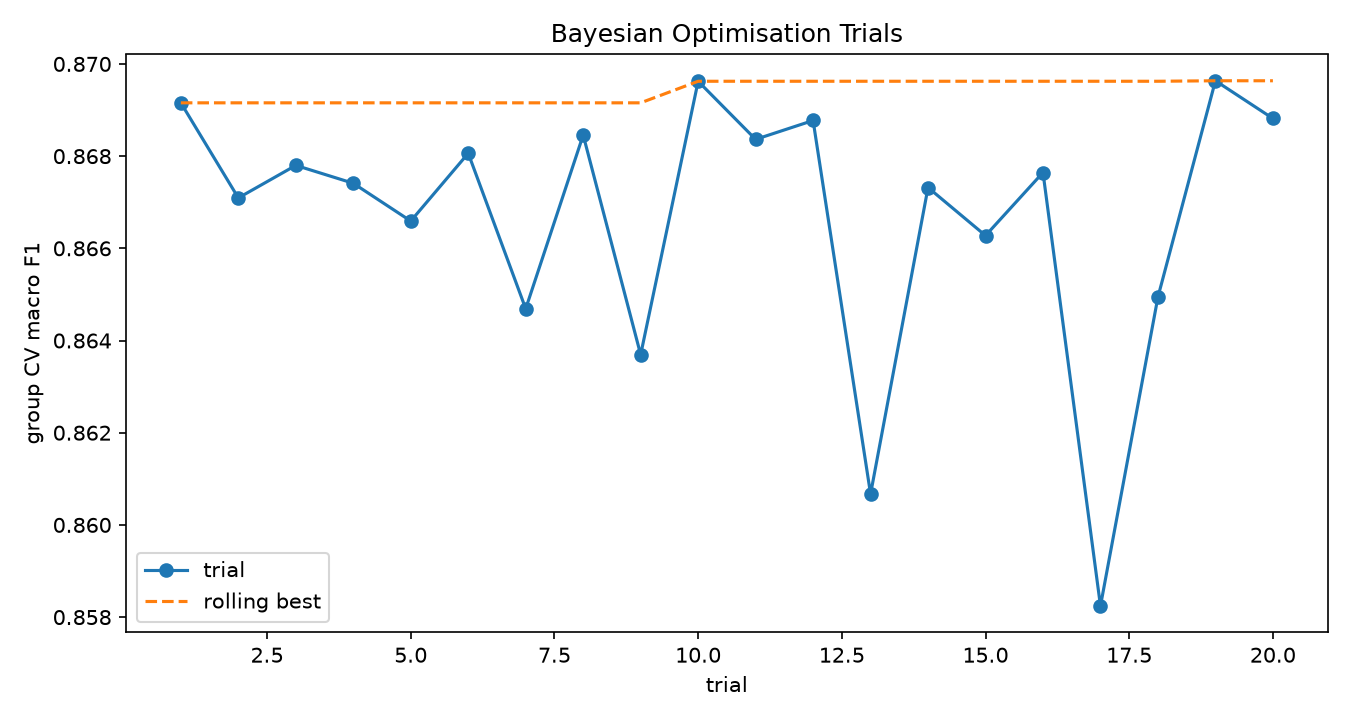 Bayesian Optimisation Trials
group CV macro F1
0.870
0.868
0.866
0.864
0.862
0.860
0.858
trial
rolling best
2.5 5.0 7.5 10.0 12.5 15.0 17.5 20.0
trial